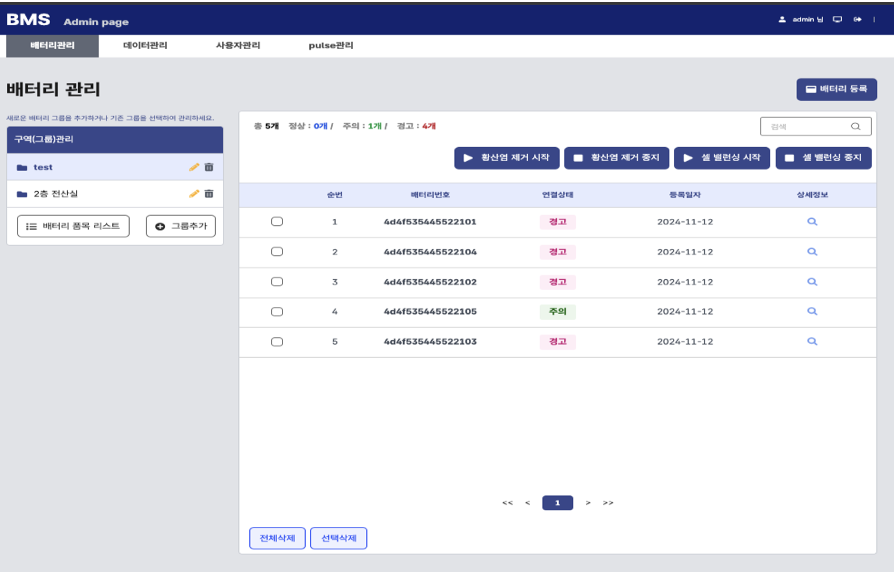 BMS Admin page
admin 님
배터리관리 데이터관리 사용자관리 pulse관리
배터리 관리
배터리 등록
새로운 배터리 그룹을 추가하거나 기존 그룹을 선택하여 관리하세요.
구역(그룹)관리
test
2층 전산실
배터리 품목 리스트 그룹추가
총 5개 정상 : 0개 / 주의 : 1개 / 경고 : 4개
검색
황산염 제거 시작 황산염 제거 중지 셀 밸런싱 시작 셀 밸런싱 중지
순번 배터리번호 연결상태 등록일자 상세정보
1 4d4f535445522101 경고 2024-11-12
2 4d4f535445522104 경고 2024-11-12
3 4d4f535445522102 경고 2024-11-12
4 4d4f535445522105 주의 2024-11-12
5 4d4f535445522103 경고 2024-11-12
<< < 1 > >>
전체삭제 선택삭제